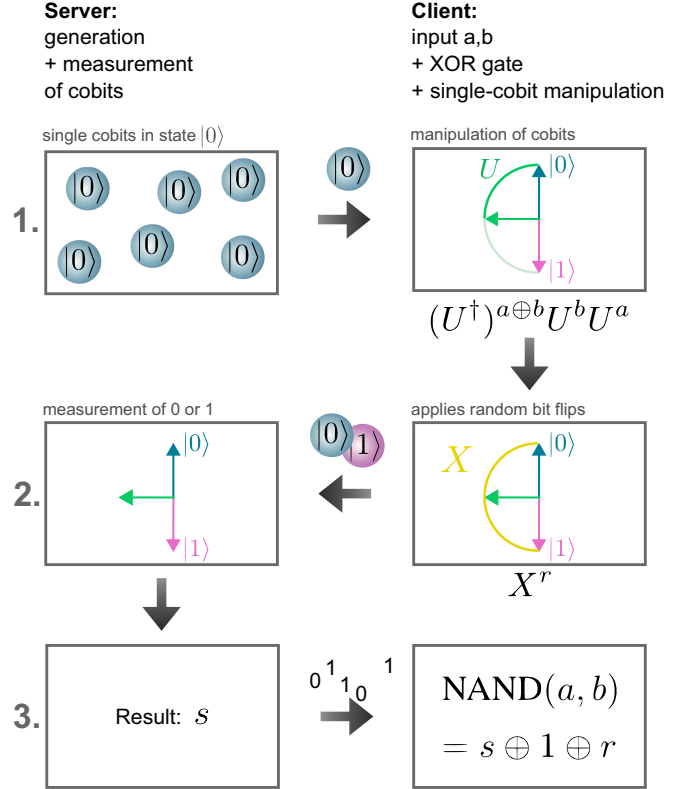 Server:
generation
+ measurement
of cobits
Client:
input a,b
+ XOR gate
+ single-cobit manipulation
single cobits in state |0⟩
manipulation of cobits
1.
|0⟩
|0⟩
|0⟩
|0⟩
|0⟩
|0⟩
|0⟩
U
|0⟩
|1⟩
(U†)^{a⊕b}U^bU^a
measurement of 0 or 1
applies random bit flips
2.
|0⟩
|1⟩
|0⟩
|1⟩
X
|0⟩
|1⟩
X^r
3.
Result: s
0 1 1 0 1
NAND(a, b)
= s ⊕ 1 ⊕ r